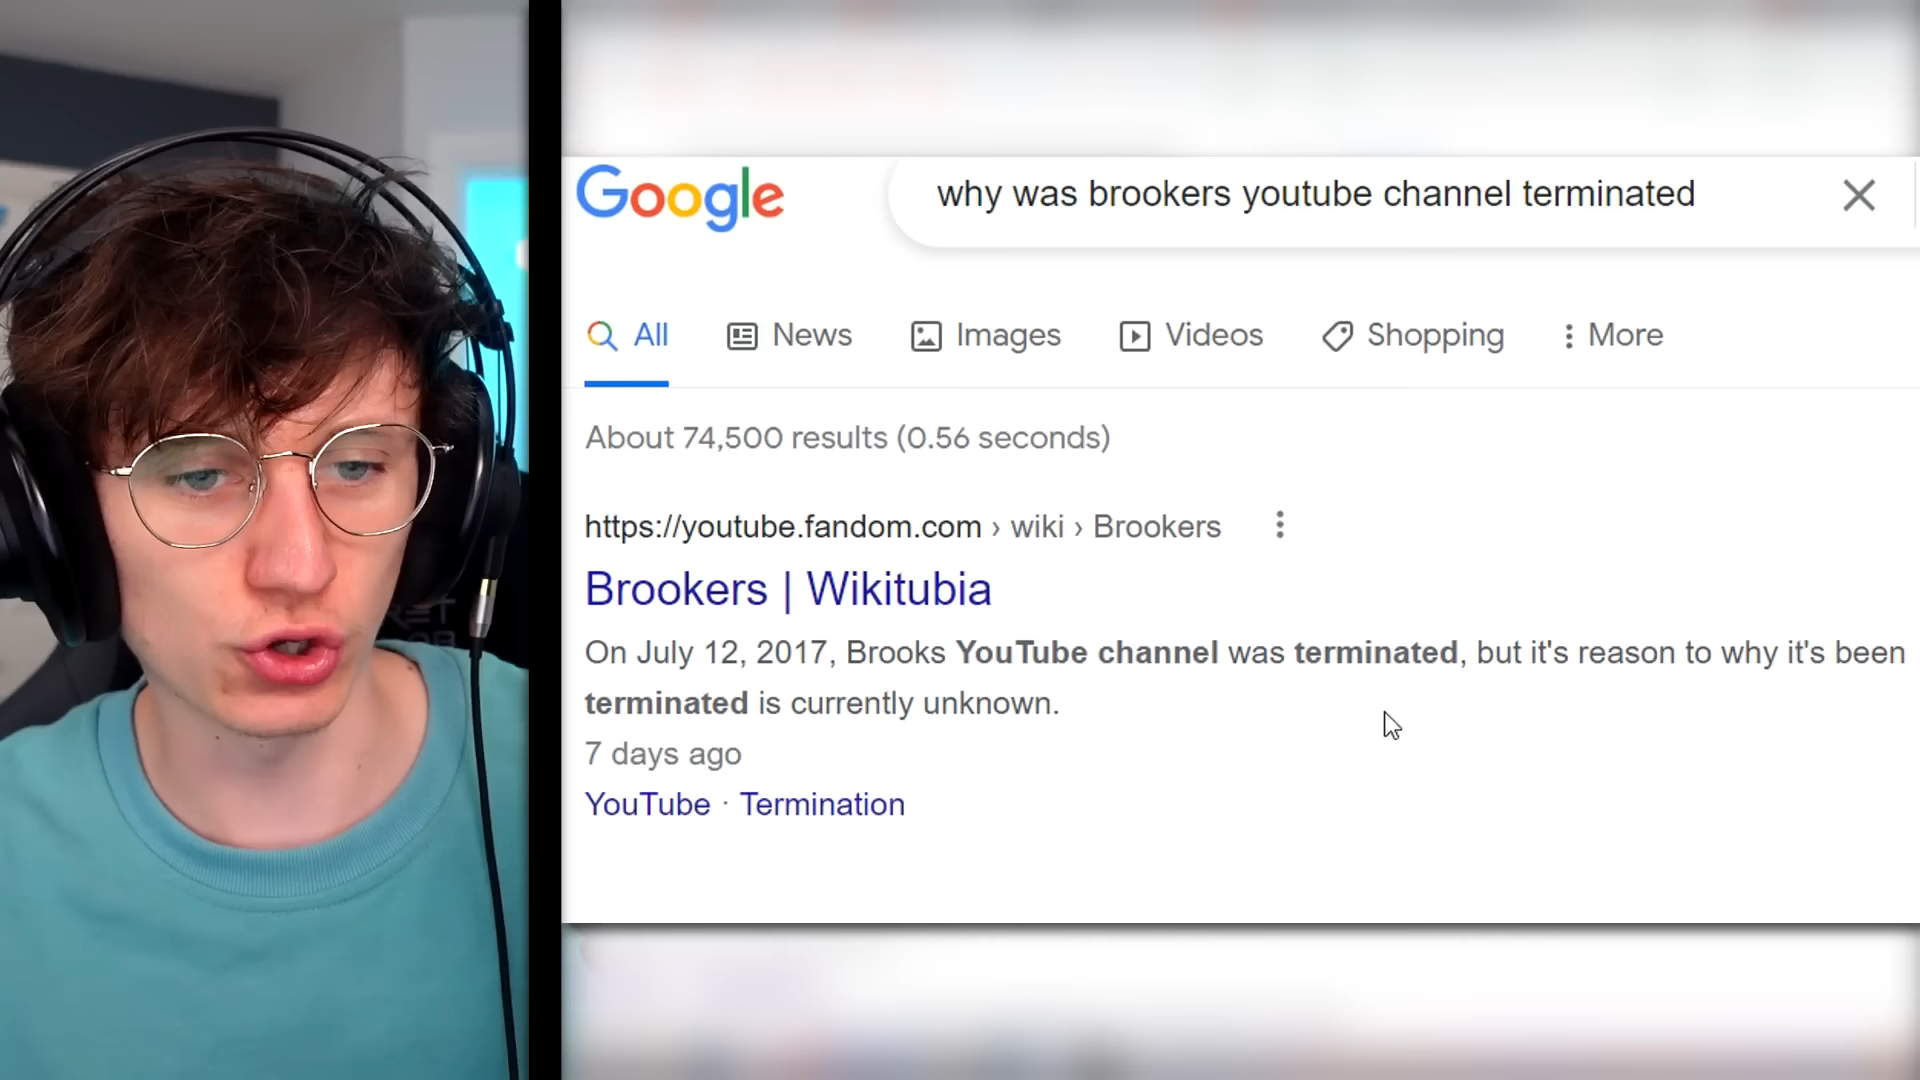 Google
why was brookers youtube channel terminated
All
News
Images
Videos
Shopping
More
About 74,500 results (0.56 seconds)
https://youtube.fandom.com › wiki › Brookers
Brookers | Wikitubia
On July 12, 2017, Brooks YouTube channel was terminated, but it's reason to why it's been
terminated is currently unknown.
7 days ago
YouTube · Termination